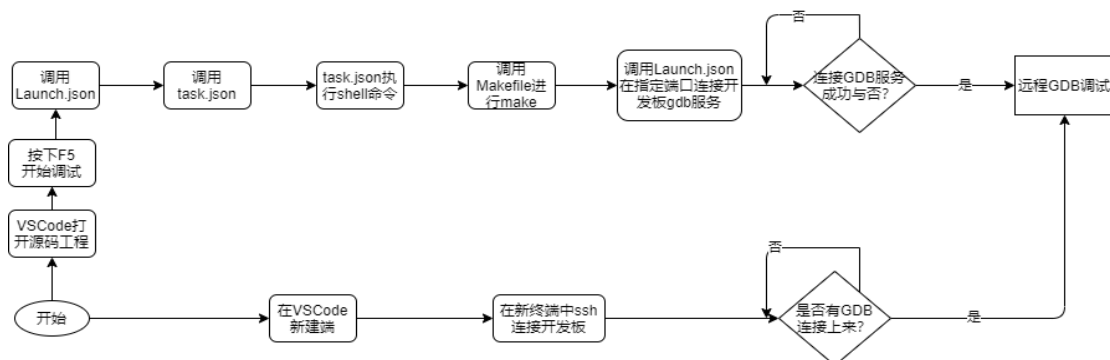 否
调用
Launch.json
调用
task.json
task.json执
行shell命令
调用
Makefile进
行make
调用Launch.json
在指定端口连接开
发板gdb服务
连接GDB服务
成功与否？
是
远程GDB调试
按下F5
开始调试
VSCode打
开源码工程
开始
在VSCode
新建端
在新终端中ssh
连接开发板
否
是否有GDB
连接上来？
是